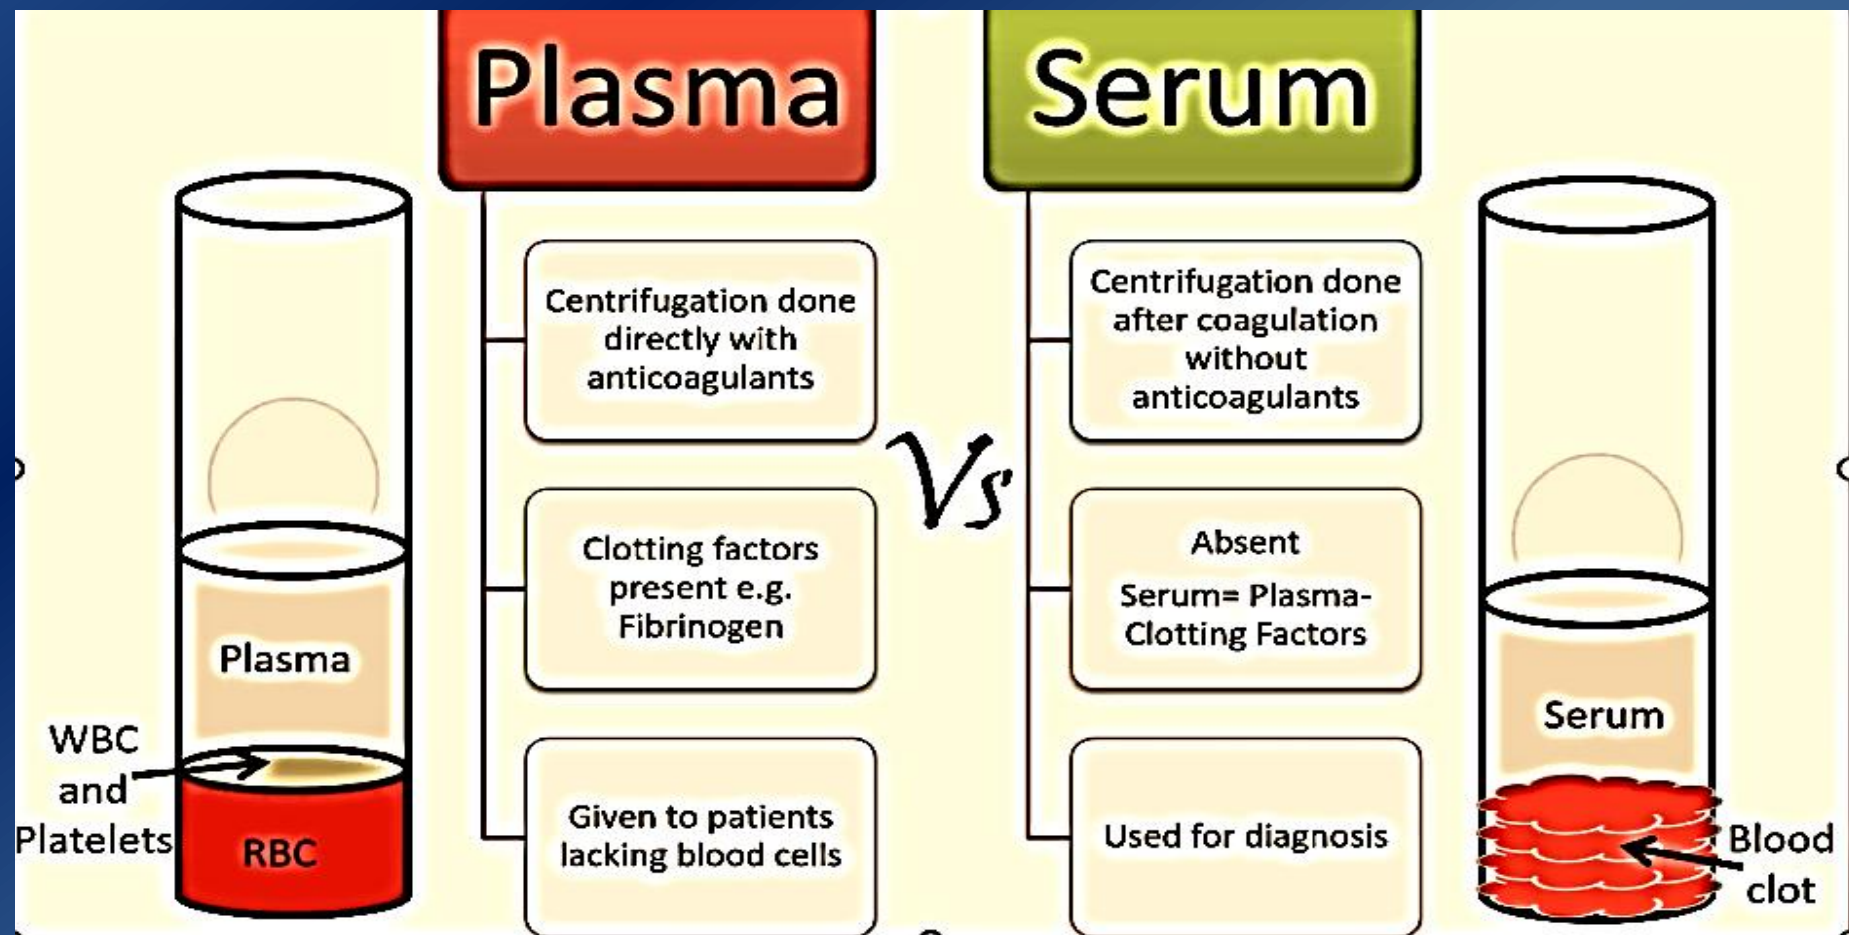 Plasma
Centrifugation done
directly with
anticoagulants
Clotting factors
present e.g.
Fibrinogen
Given to patients
lacking blood cells
Vs
Serum
Centrifugation done
after coagulation
without
anticoagulants
Absent
Serum= Plasma-
Clotting Factors
Used for diagnosis
Plasma
WBC
and
Platelets
RBC
Serum
Blood
clot